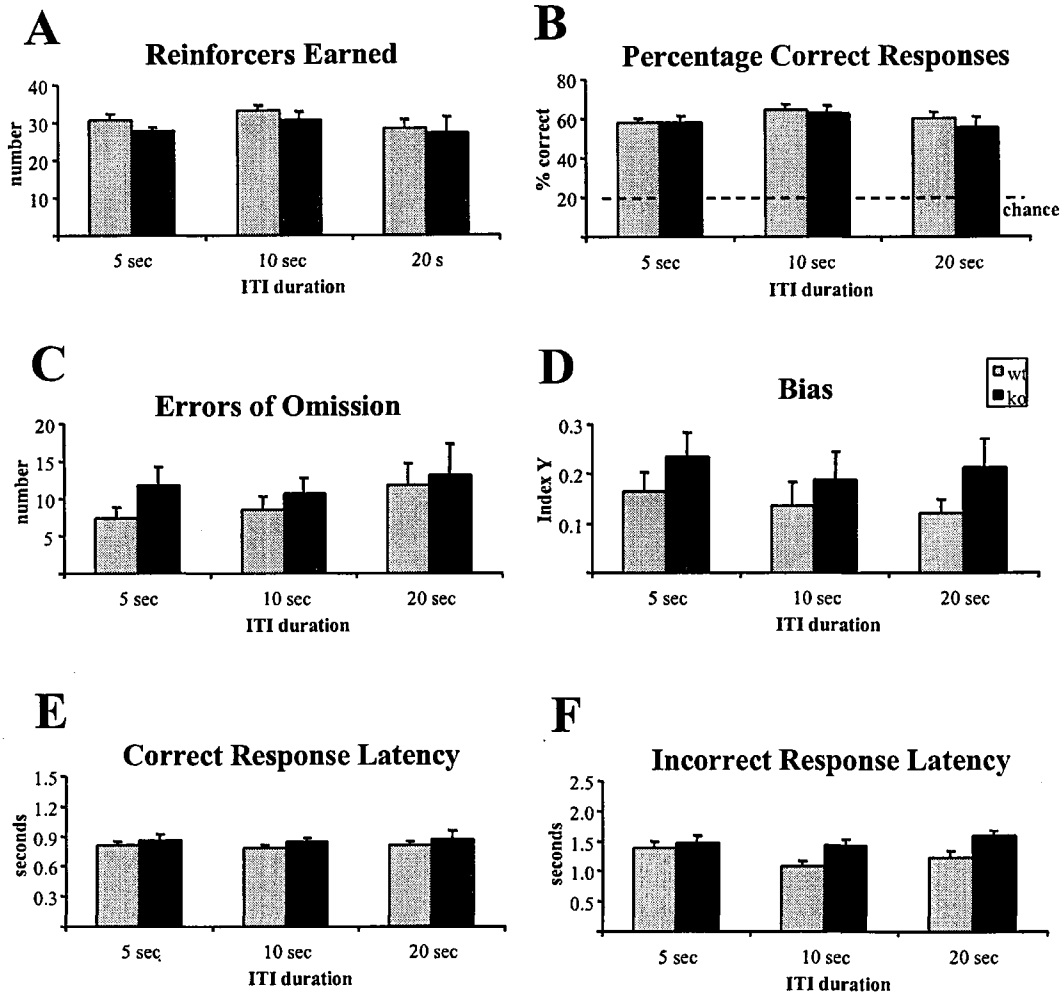 A
Reinforcers Earned
number
40
30
20
10
5 sec
10 sec
20 s
ITI duration
B
Percentage Correct Responses
% correct
80
60
40
20
chance
5 sec
10 sec
20 sec
ITI duration
C
Errors of Omission
number
20
15
10
5
5 sec
10 sec
20 sec
ITI duration
D
Bias
wt
ko
Index Y
0.3
0.2
0.1
5 sec
10 sec
20 sec
ITI duration
E
Correct Response Latency
seconds
1.5
1.2
0.9
0.6
0.3
5 sec
10 sec
20 sec
ITI duration
F
Incorrect Response Latency
seconds
2.5
2.0
1.5
1.0
0.5
5 sec
10 sec
20 sec
ITI duration